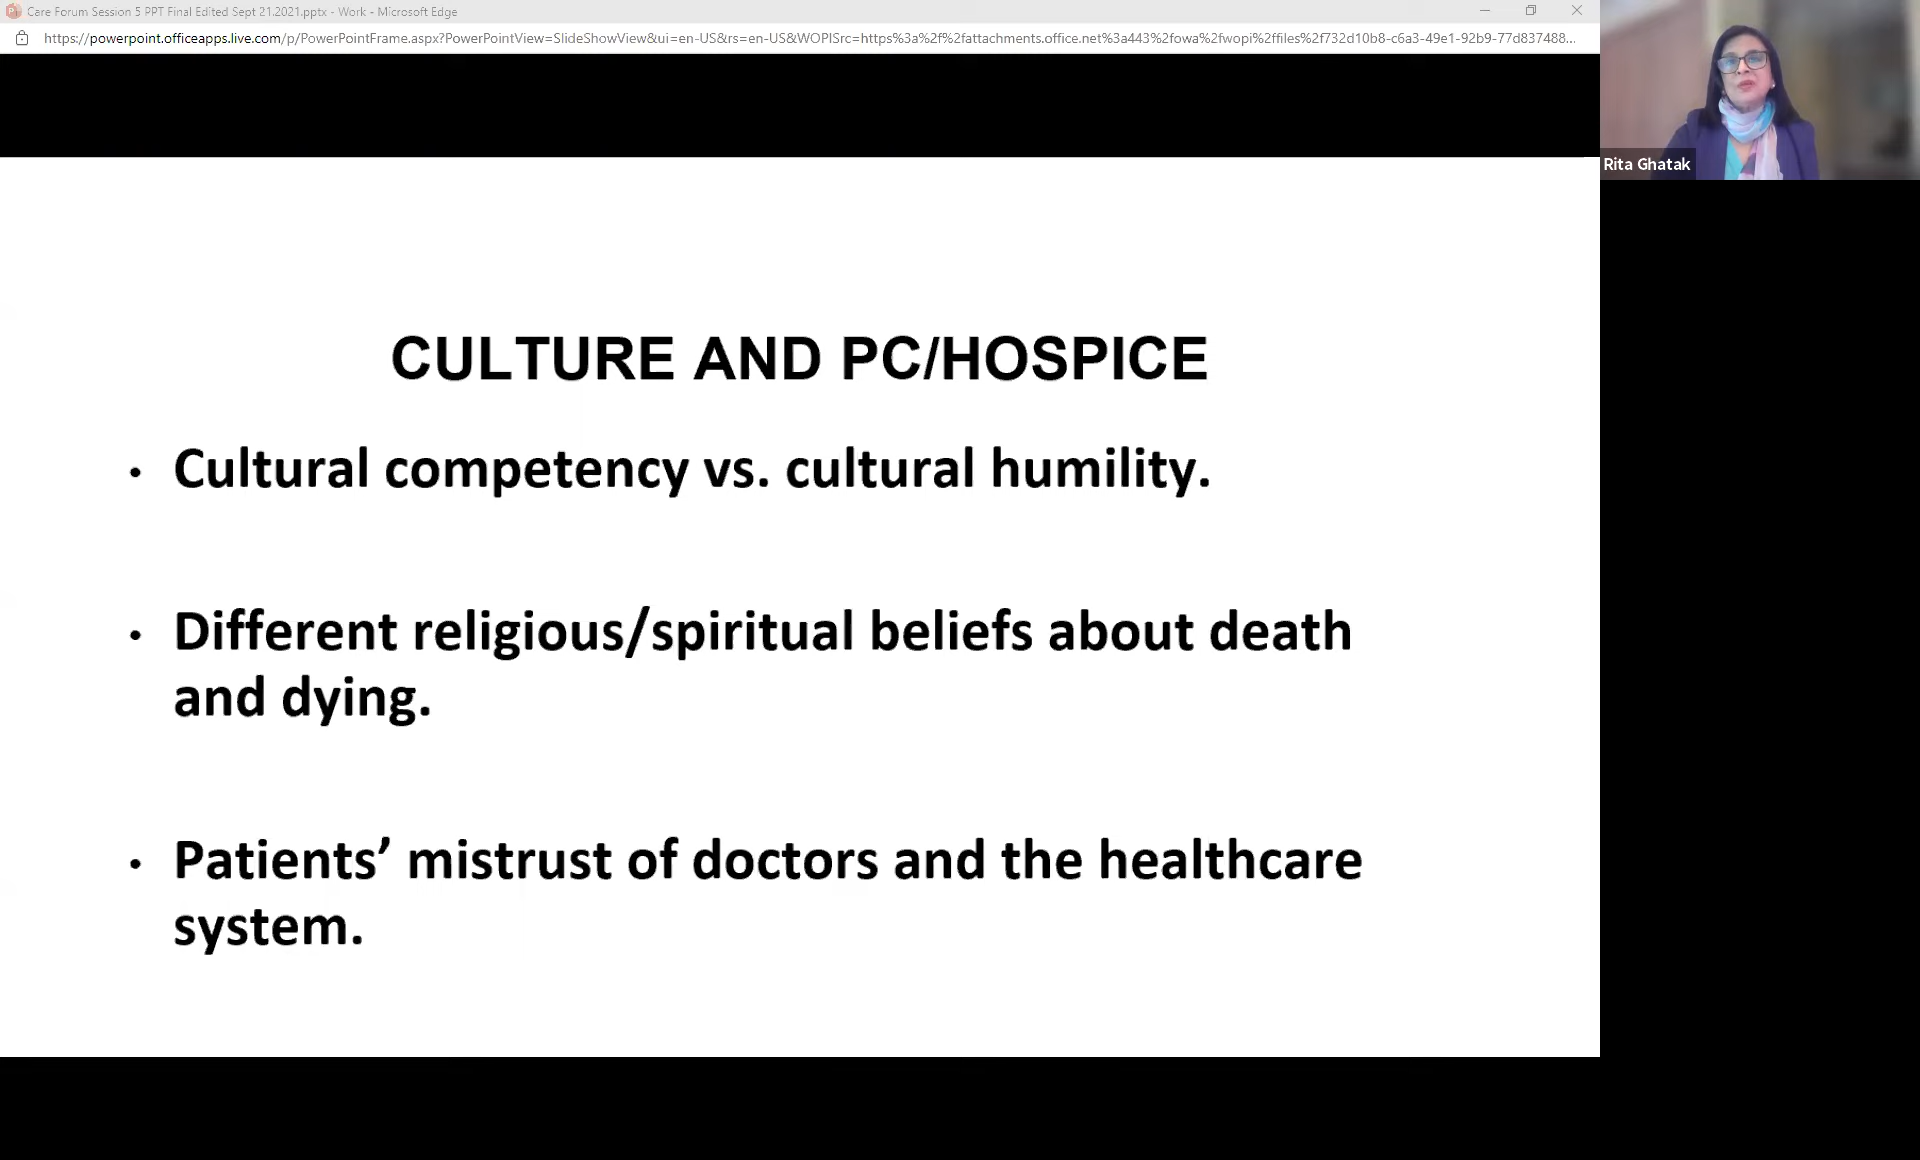 Care Forum Session 5 PPT Final Edited Sept 21.2021.pptx - Work - Microsoft Edge
https://powerpoint.officeapps.live.com/p/PowerPointFrame.aspx?PowerPointView=SlideShowView&ui=en-US&rs=en-US&WOPISrc=https%3a%2f%2fattachments.office.net%3a443%2fowa%2fwopi%2ffiles%2f732d10b8-c6a3-49e1-92b9-77d837488...
Rita Ghatak
CULTURE AND PC/HOSPICE
• Cultural competency vs. cultural humility.
• Different religious/spiritual beliefs about death
and dying.
• Patients’ mistrust of doctors and the healthcare
system.